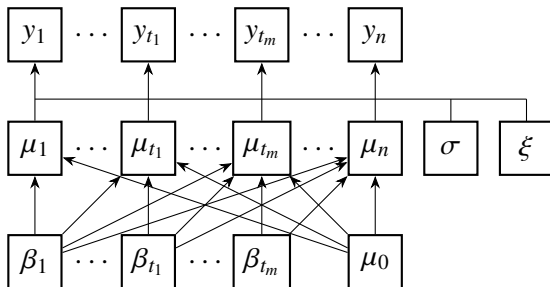 y₁ ··· y_{t₁} ··· y_{t_m} ··· y_n
μ₁ ··· μ_{t₁} ··· μ_{t_m} ··· μ_n σ ξ
β₁ ··· β_{t₁} ··· β_{t_m} μ₀